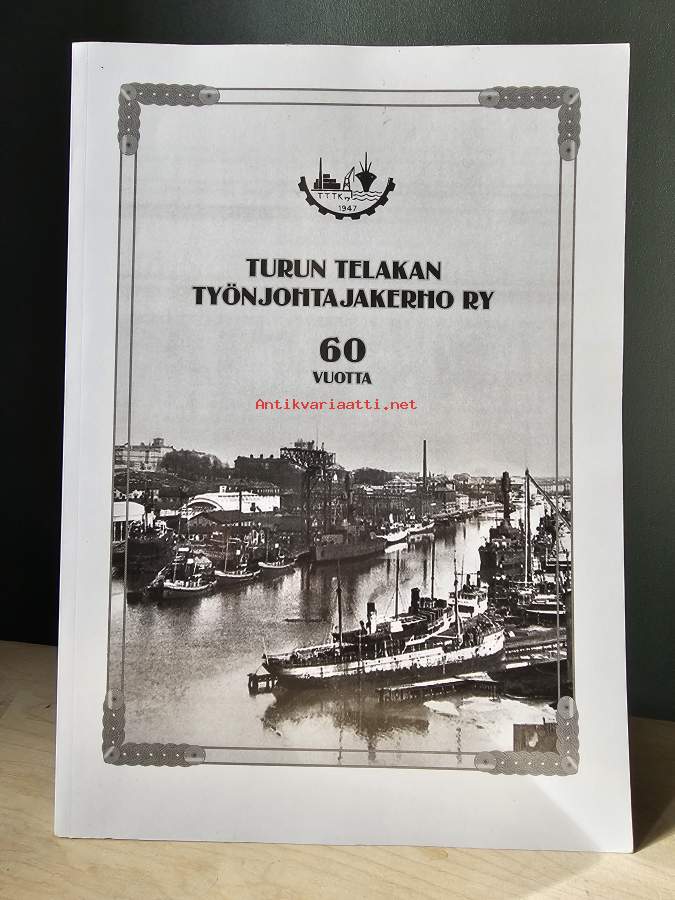 TTTK ry
1947
TURUN TELAKAN
TYÖNJOHTAJAKERHO RY
60
VUOTTA
Antikvariaatti.net